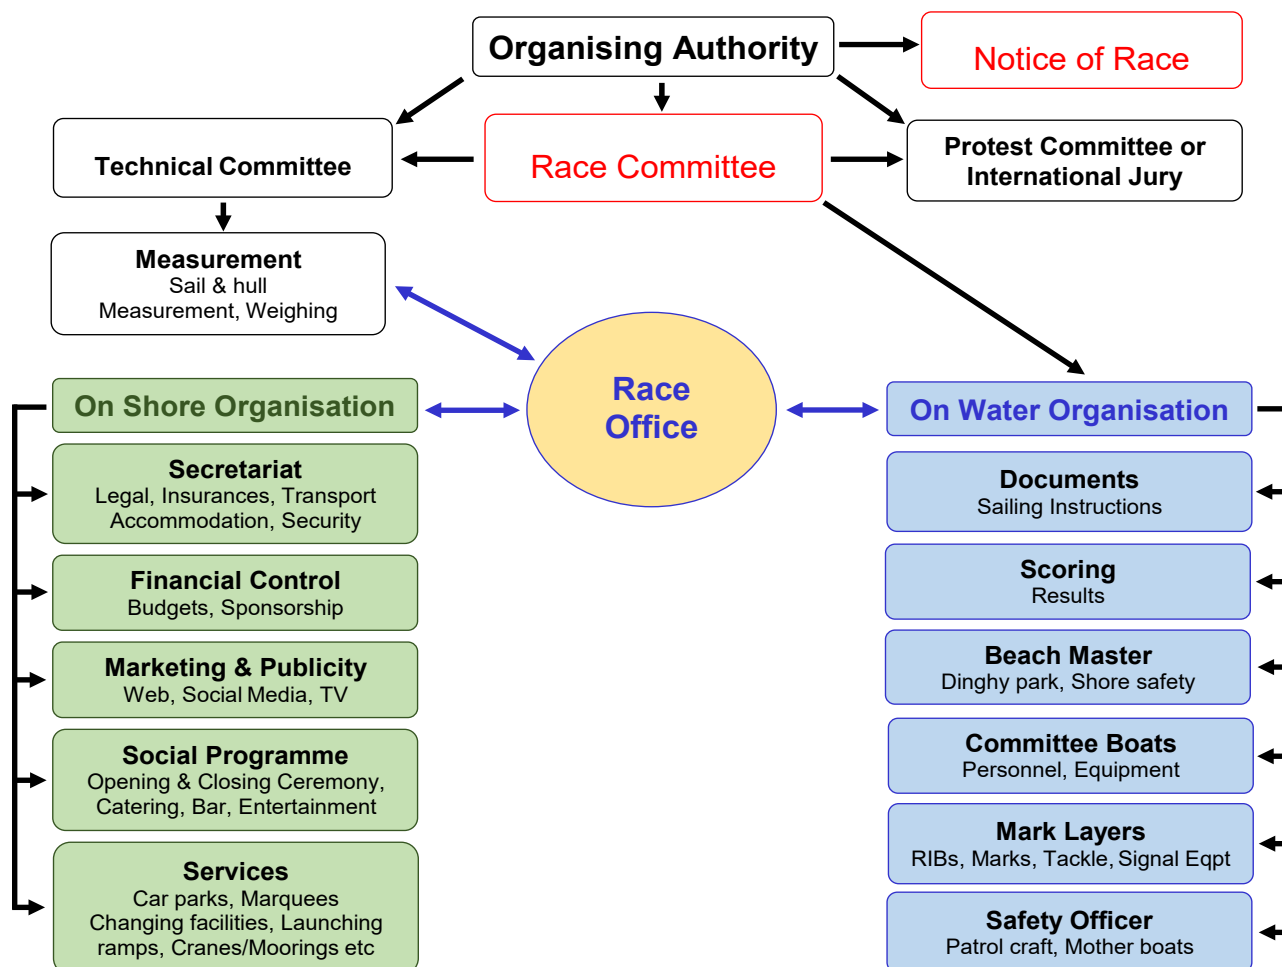 Organising Authority
Notice of Race
Technical Committee
Race Committee
Protest Committee or
International Jury
Measurement
Sail & hull
Measurement, Weighing
Race
Office
On Shore Organisation
On Water Organisation
Secretariat
Legal, Insurances, Transport
Accommodation, Security
Financial Control
Budgets, Sponsorship
Marketing & Publicity
Web, Social Media, TV
Social Programme
Opening & Closing Ceremony,
Catering, Bar, Entertainment
Services
Car parks, Marquees
Changing facilities, Launching
ramps, Cranes/Moorings etc
Documents
Sailing Instructions
Scoring
Results
Beach Master
Dinghy park, Shore safety
Committee Boats
Personnel, Equipment
Mark Layers
RIBs, Marks, Tackle, Signal Eqpt
Safety Officer
Patrol craft, Mother boats